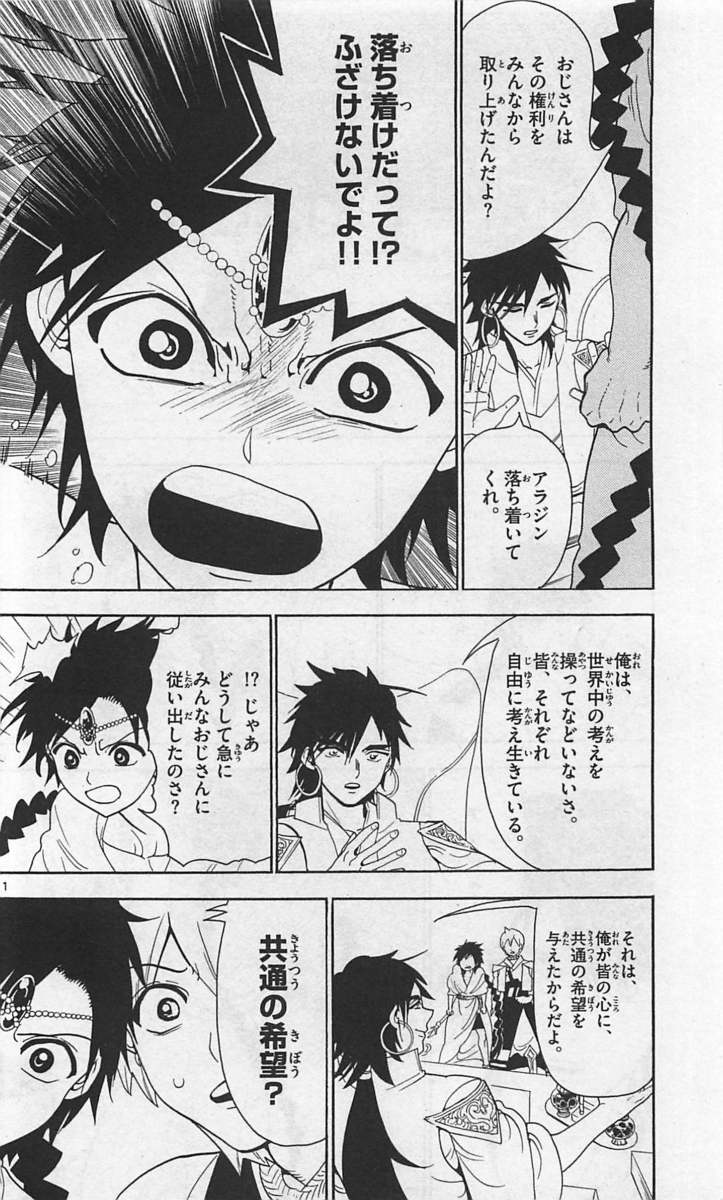 おじさんは
その権利を
みんなから
取り上げたんだよ？
アラジン
落ち着いて
くれ。
落ち着けだって!?
ふざけないでよ!!
俺は、
世界中の考えを
操ってなどいないさ。
皆、それぞれ
自由に考え生きている。
!? じゃあ
どうして急に
みんなおじさんに
従い出したのさ？
それは、
俺が皆の心に、
共通の希望を
与えたからだよ。
共通の希望？
1